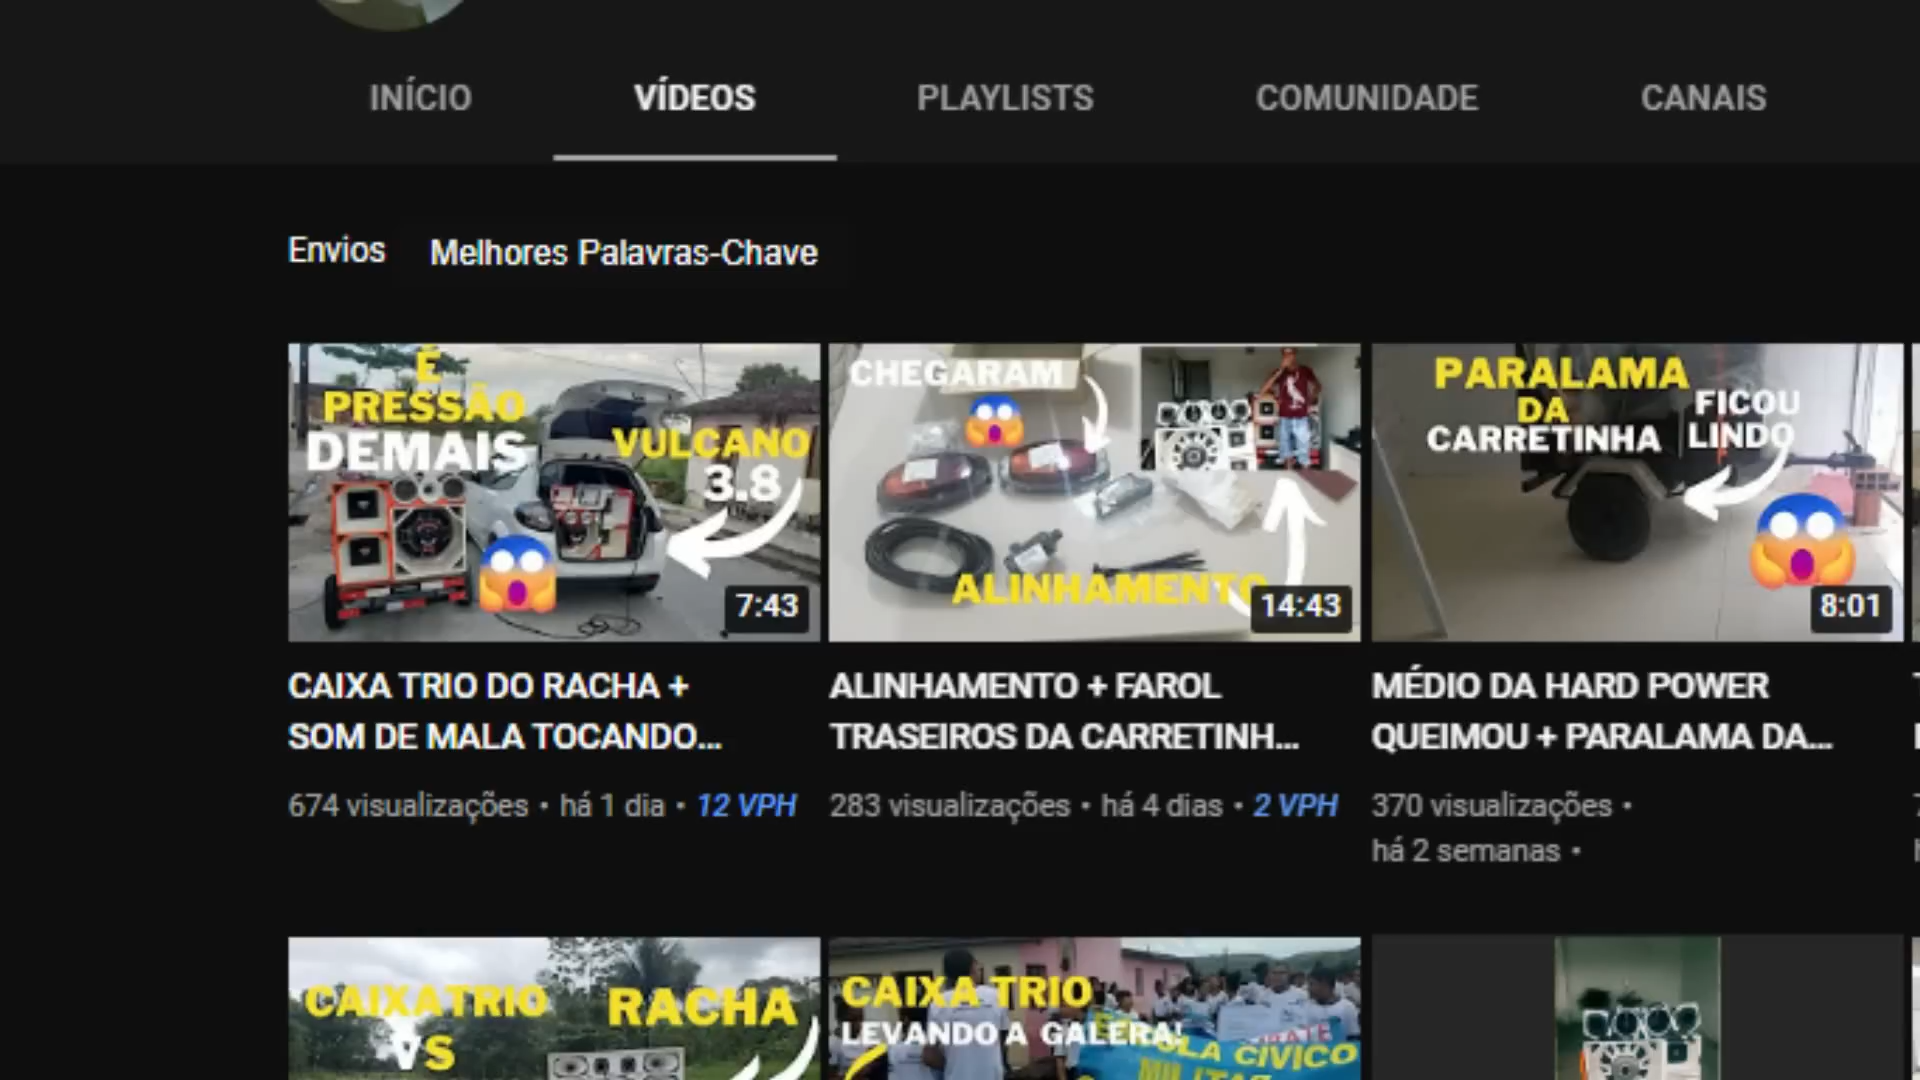 INÍCIO VÍDEOS PLAYLISTS COMUNIDADE CANAIS
Envios Melhores Palavras-Chave
É
PRESSÃO
DEMAIS
VULCANO
3.8
7:43
CHEGARAM
ALINHAMENTO
14:43
PARALAMA
DA
CARRETINHA
FICOU
LINDO
8:01
CAIXA TRIO DO RACHA +
SOM DE MALA TOCANDO...
674 visualizações • há 1 dia • 12 VPH
ALINHAMENTO + FAROL
TRASEIROS DA CARRETINH...
283 visualizações • há 4 dias • 2 VPH
MÉDIO DA HARD POWER
QUEIMOU + PARALAMA DA...
370 visualizações •
há 2 semanas •
CAIXATRIO
VS
RACHA
CAIXA TRIO
LEVANDO A GALERA!
CÍVICO